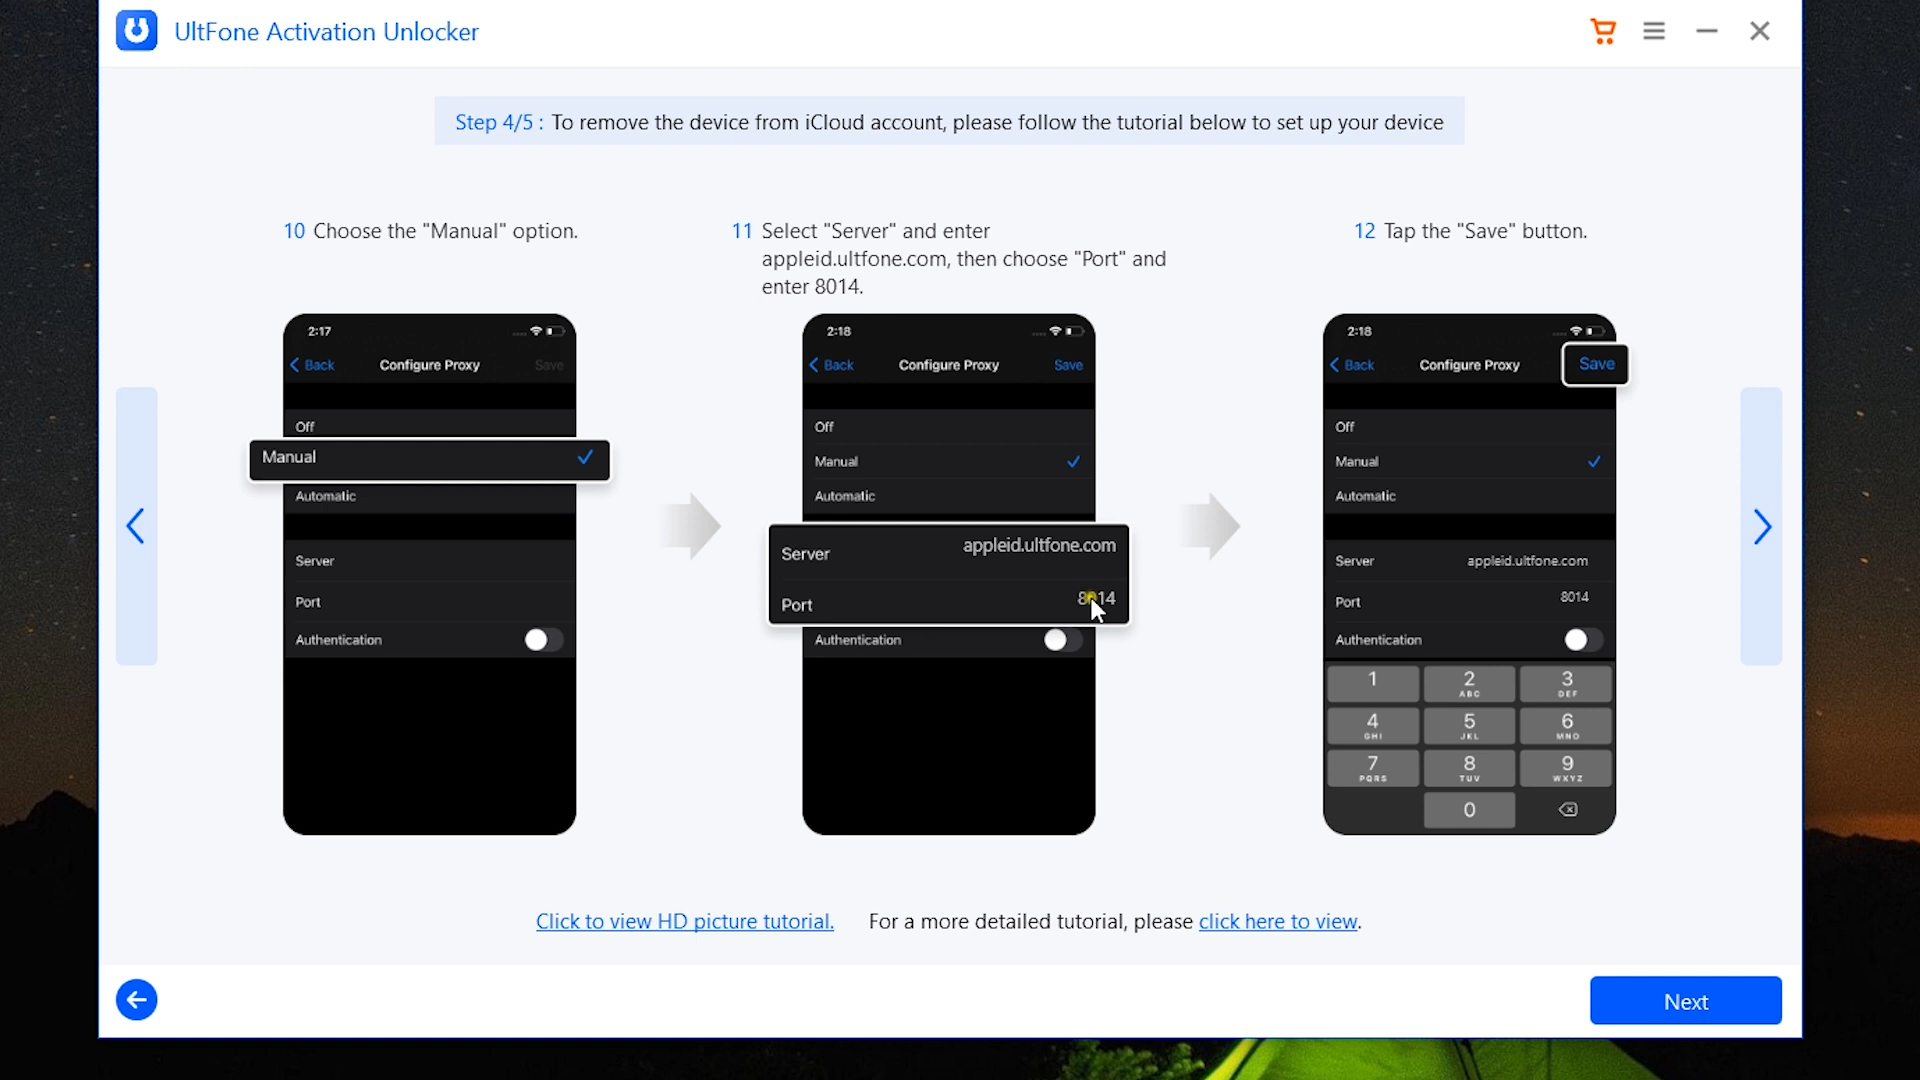 UltFone Activation Unlocker
Step 4/5 : To remove the device from iCloud account, please follow the tutorial below to set up your device
10 Choose the "Manual" option.
11 Select "Server" and enter
appleid.ultfone.com, then choose "Port" and
enter 8014.
12 Tap the "Save" button.
2:17
Back Configure Proxy Save
Off
Manual
Automatic
Server
Port
Authentication
2:18
Back Configure Proxy Save
Off
Manual
Automatic
Server appleid.ultfone.com
Port 8014
Authentication
2:18
Back Configure Proxy Save
Off
Manual
Automatic
Server appleid.ultfone.com
Port 8014
Authentication
1 2 3
ABC DEF
4 5 6
GHI JKL MNO
7 8 9
PQRS TUV WXYZ
0
Click to view HD picture tutorial. For a more detailed tutorial, please click here to view.
Next